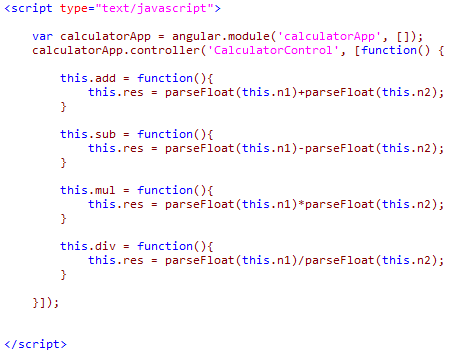 <script type="text/javascript">
var calculatorApp = angular.module('calculatorApp', []);
calculatorApp.controller('CalculatorControl', [function() {
this.add = function(){
this.res = parseFloat(this.n1)+parseFloat(this.n2);
}
this.sub = function(){
this.res = parseFloat(this.n1)-parseFloat(this.n2);
}
this.mul = function(){
this.res = parseFloat(this.n1)*parseFloat(this.n2);
}
this.div = function(){
this.res = parseFloat(this.n1)/parseFloat(this.n2);
}
}]);
</script>